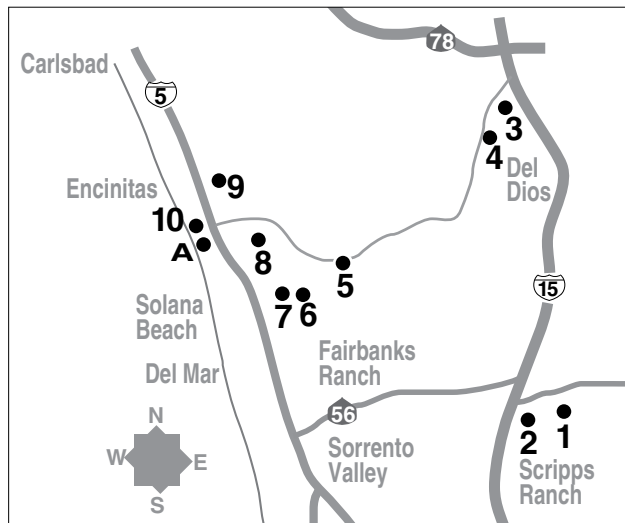 78
Carlsbad
5
3
4
Del
Dios
Encinitas
9
10
A
8
5
7 6
15
Solana
Beach
Fairbanks
Ranch
Del Mar
56
N
W E
S
Sorrento
Valley
2 1
Scripps
Ranch